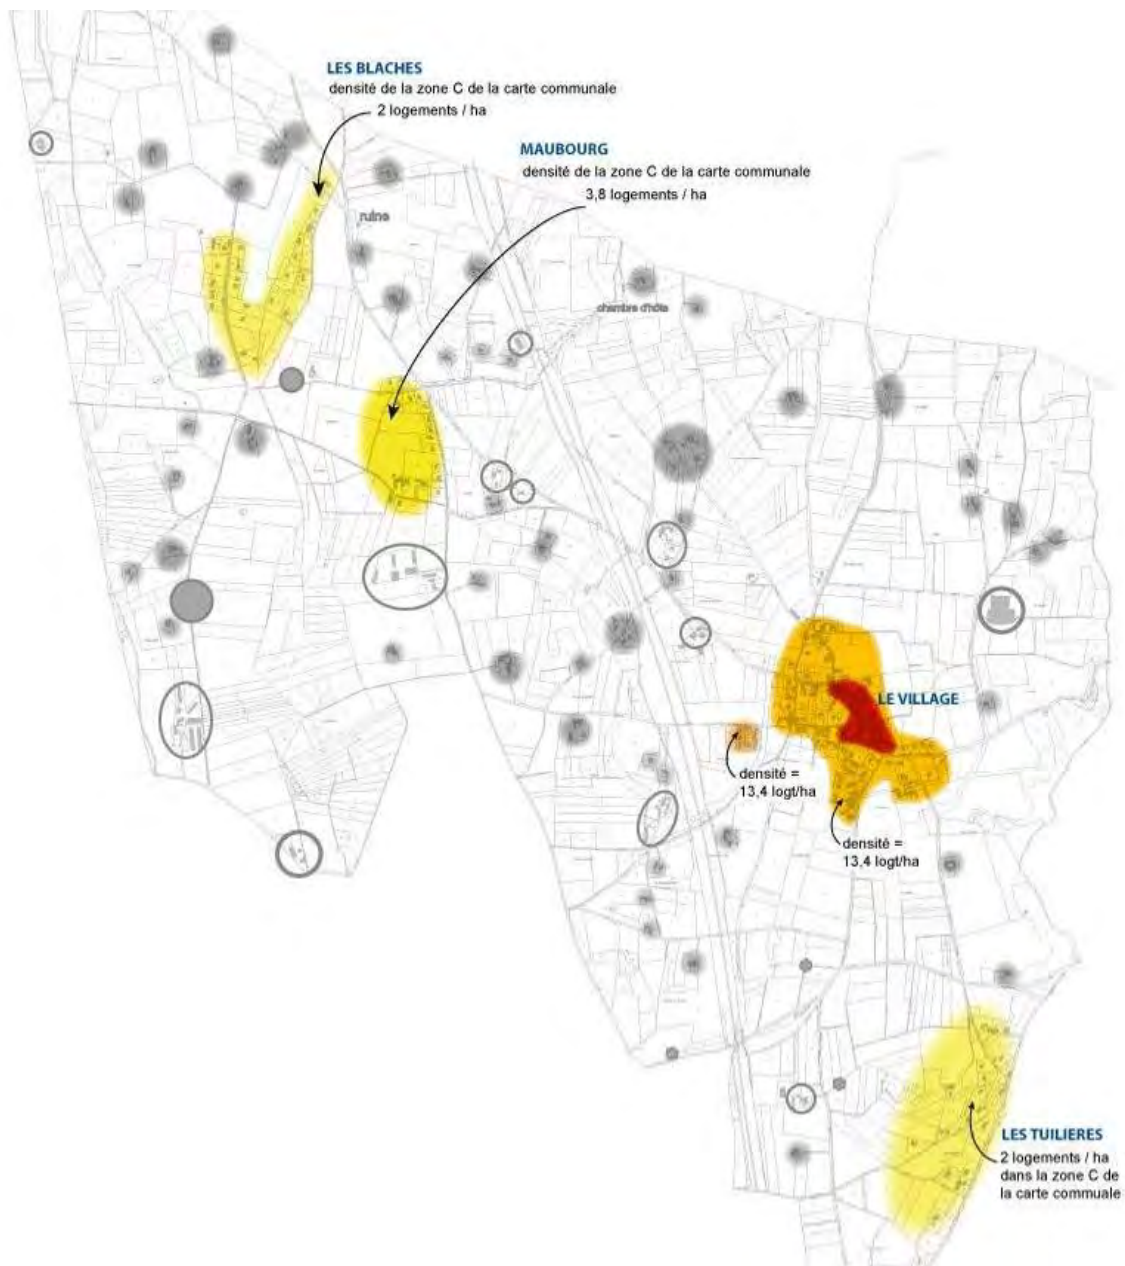 LES BLACHES
densité de la zone C de la carte communale
2 logements / ha
MAUBOURG
densité de la zone C de la carte communale
3,8 logements / ha
ruine
chambre d'hôte
LE VILLAGE
densité =
13,4 logt/ha
densité =
13,4 logt/ha
LES TUILIERES
2 logements / ha
dans la zone C de
la carte commuale